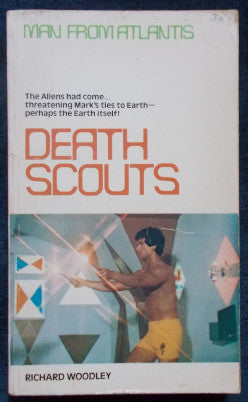 MAN FROM ATLANTIS
The Aliens had come...
threatening Mark's ties to Earth—
perhaps the Earth itself!
DEATH
SCOUTS
RICHARD WOODLEY